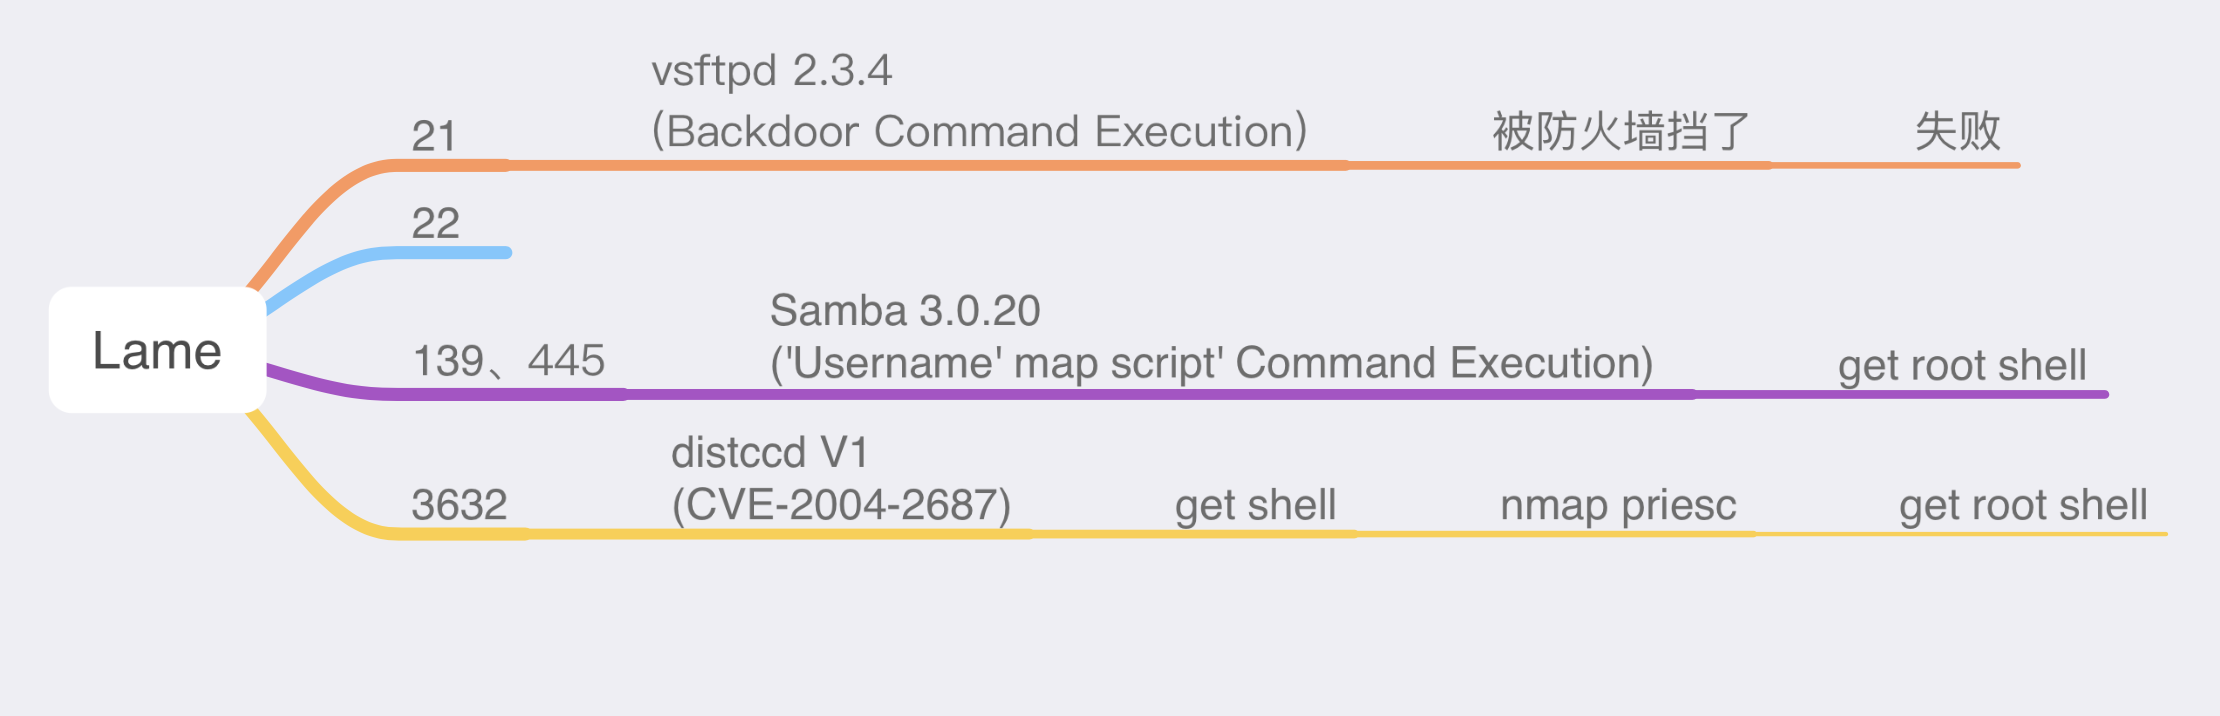 Lame
21
vsftpd 2.3.4
(Backdoor Command Execution)
被防火墙挡了
失败
22
139、445
Samba 3.0.20
('Username' map script' Command Execution)
get root shell
3632
distccd V1
(CVE-2004-2687)
get shell
nmap priesc
get root shell